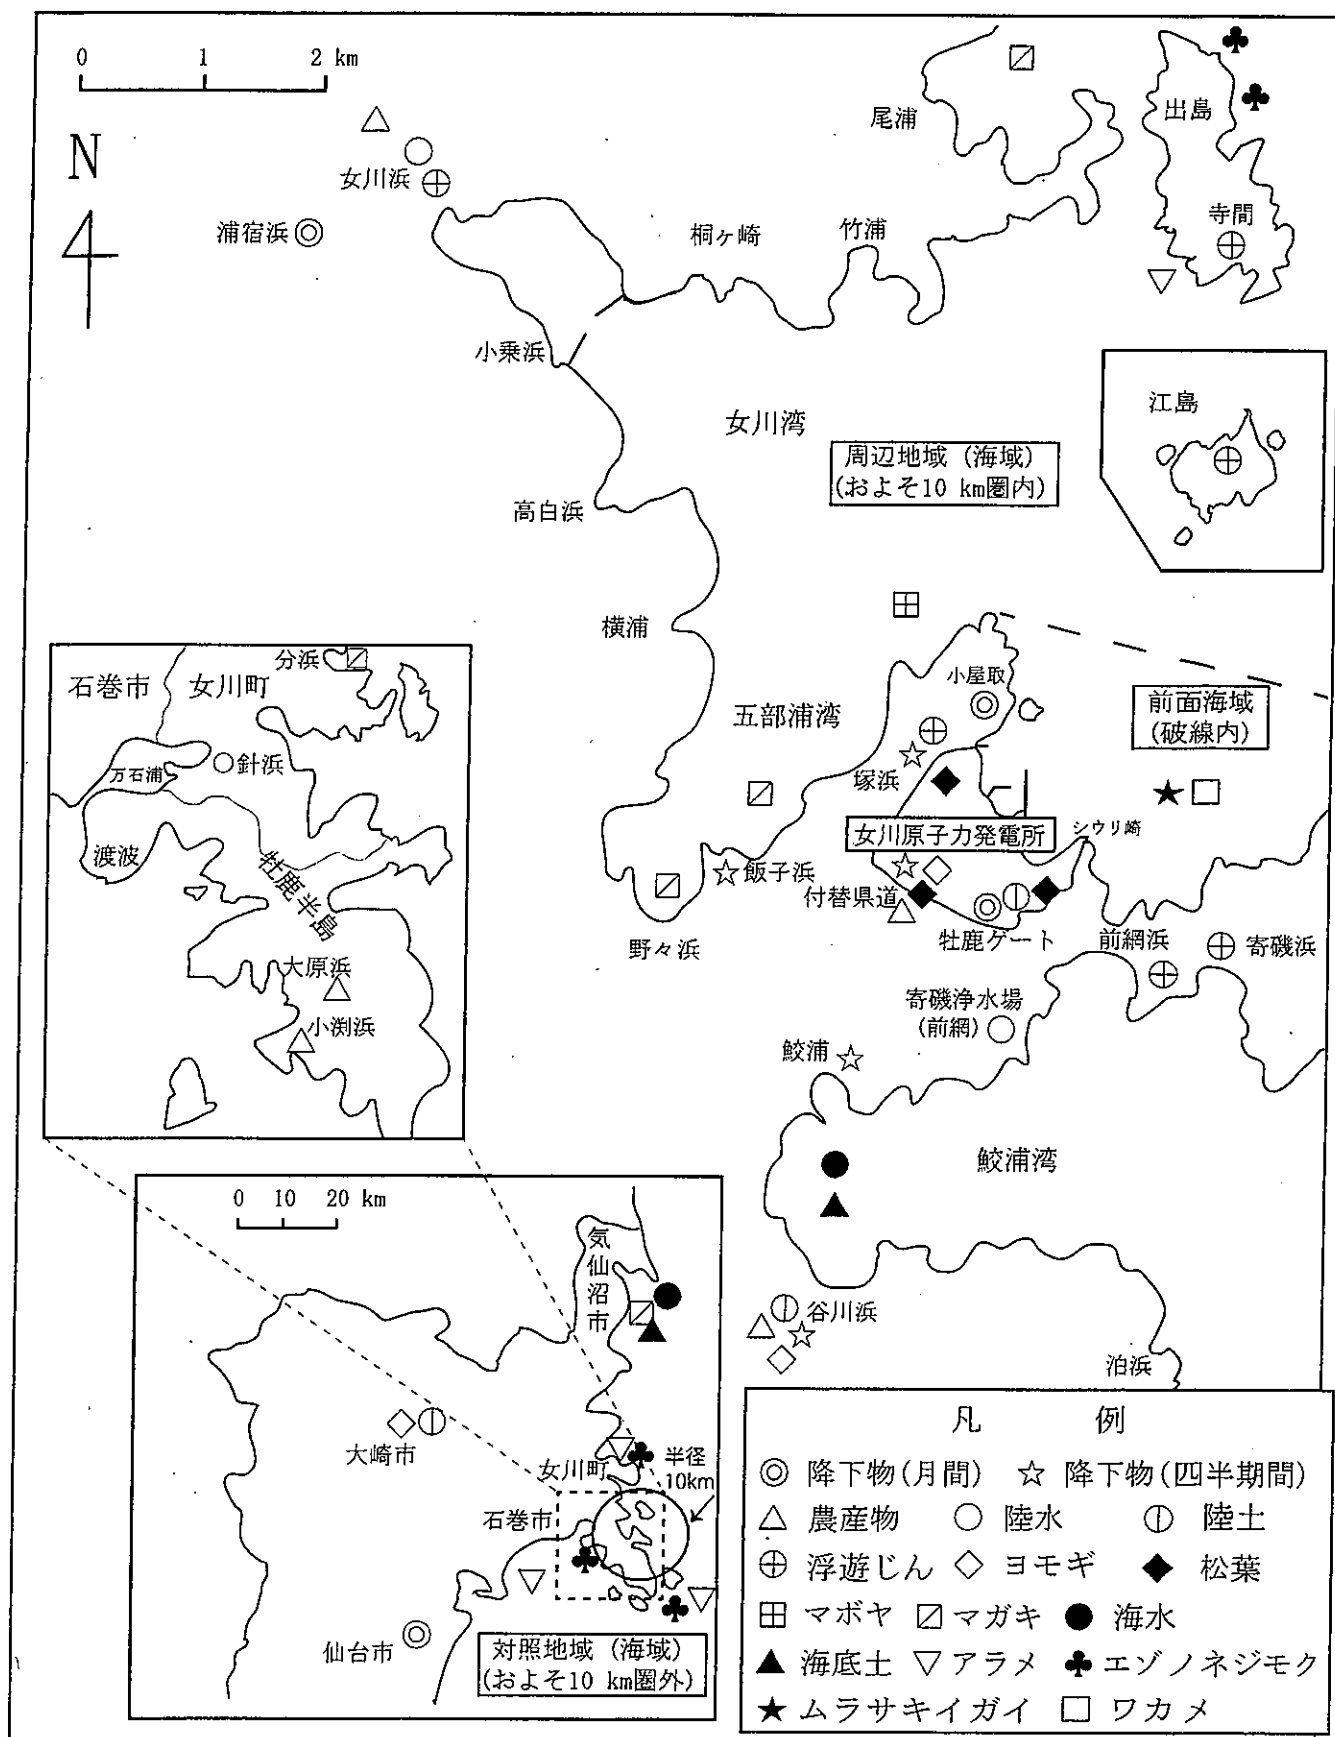 0 1 2 km
N
尾浦
出島
女川浜
浦宿浜
桐ヶ崎
竹浦
寺間
小乗浜
江島
女川湾
周辺地域（海域）
(およそ10 km圏内)
高白浜
横浦
分浜
石巻市
女川町
小屋取
前面海域
(破線内)
五部浦湾
万石浦
針浜
塚浜
女川原子力発電所
シウリ崎
渡波
牡鹿半島
飯子浜
付替県道
野々浜
牡鹿ゲート
前網浜
寄磯浜
大原浜
小渕浜
寄磯浄水場
(前網)
鮫浦
鮫浦湾
0 10 20 km
気仙沼市
谷川浜
泊浜
大崎市
女川町
半径
10km
石巻市
仙台市
対照地域（海域）
(およそ10 km圏外)
凡 例
降下物(月間) 降下物(四半期間)
農産物 陸水 陸土
浮遊じん ヨモギ 松葉
マボヤ マガキ 海水
海底土 アラメ エゾノネジモク
ムラサキイガイ ワカメ